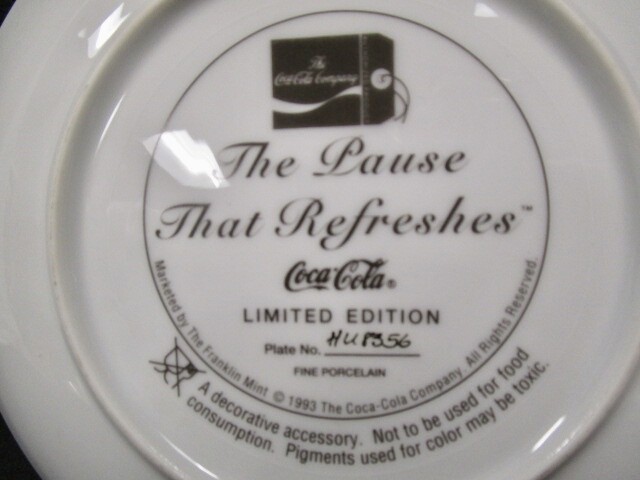 The
Coca-Cola Company
The Pause
That Refreshes™
Coca-Cola®
LIMITED EDITION
Plate No. HU8356
FINE PORCELAIN
Marketed by The Franklin Mint © 1993 The Coca-Cola Company. All Rights Reserved.
A decorative accessory. Not to be used for food
consumption. Pigments used for color may be toxic.